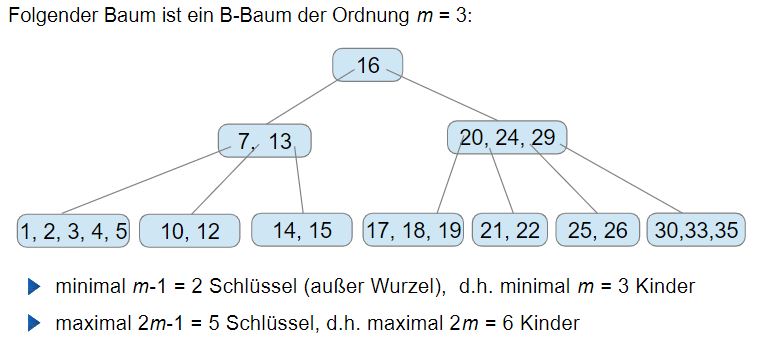 Folgender Baum ist ein B-Baum der Ordnung m = 3:
16
7, 13
20, 24, 29
1, 2, 3, 4, 5
10, 12
14, 15
17, 18, 19
21, 22
25, 26
30,33,35
minimal m-1 = 2 Schlüssel (außer Wurzel), d.h. minimal m = 3 Kinder
maximal 2m-1 = 5 Schlüssel, d.h. maximal 2m = 6 Kinder